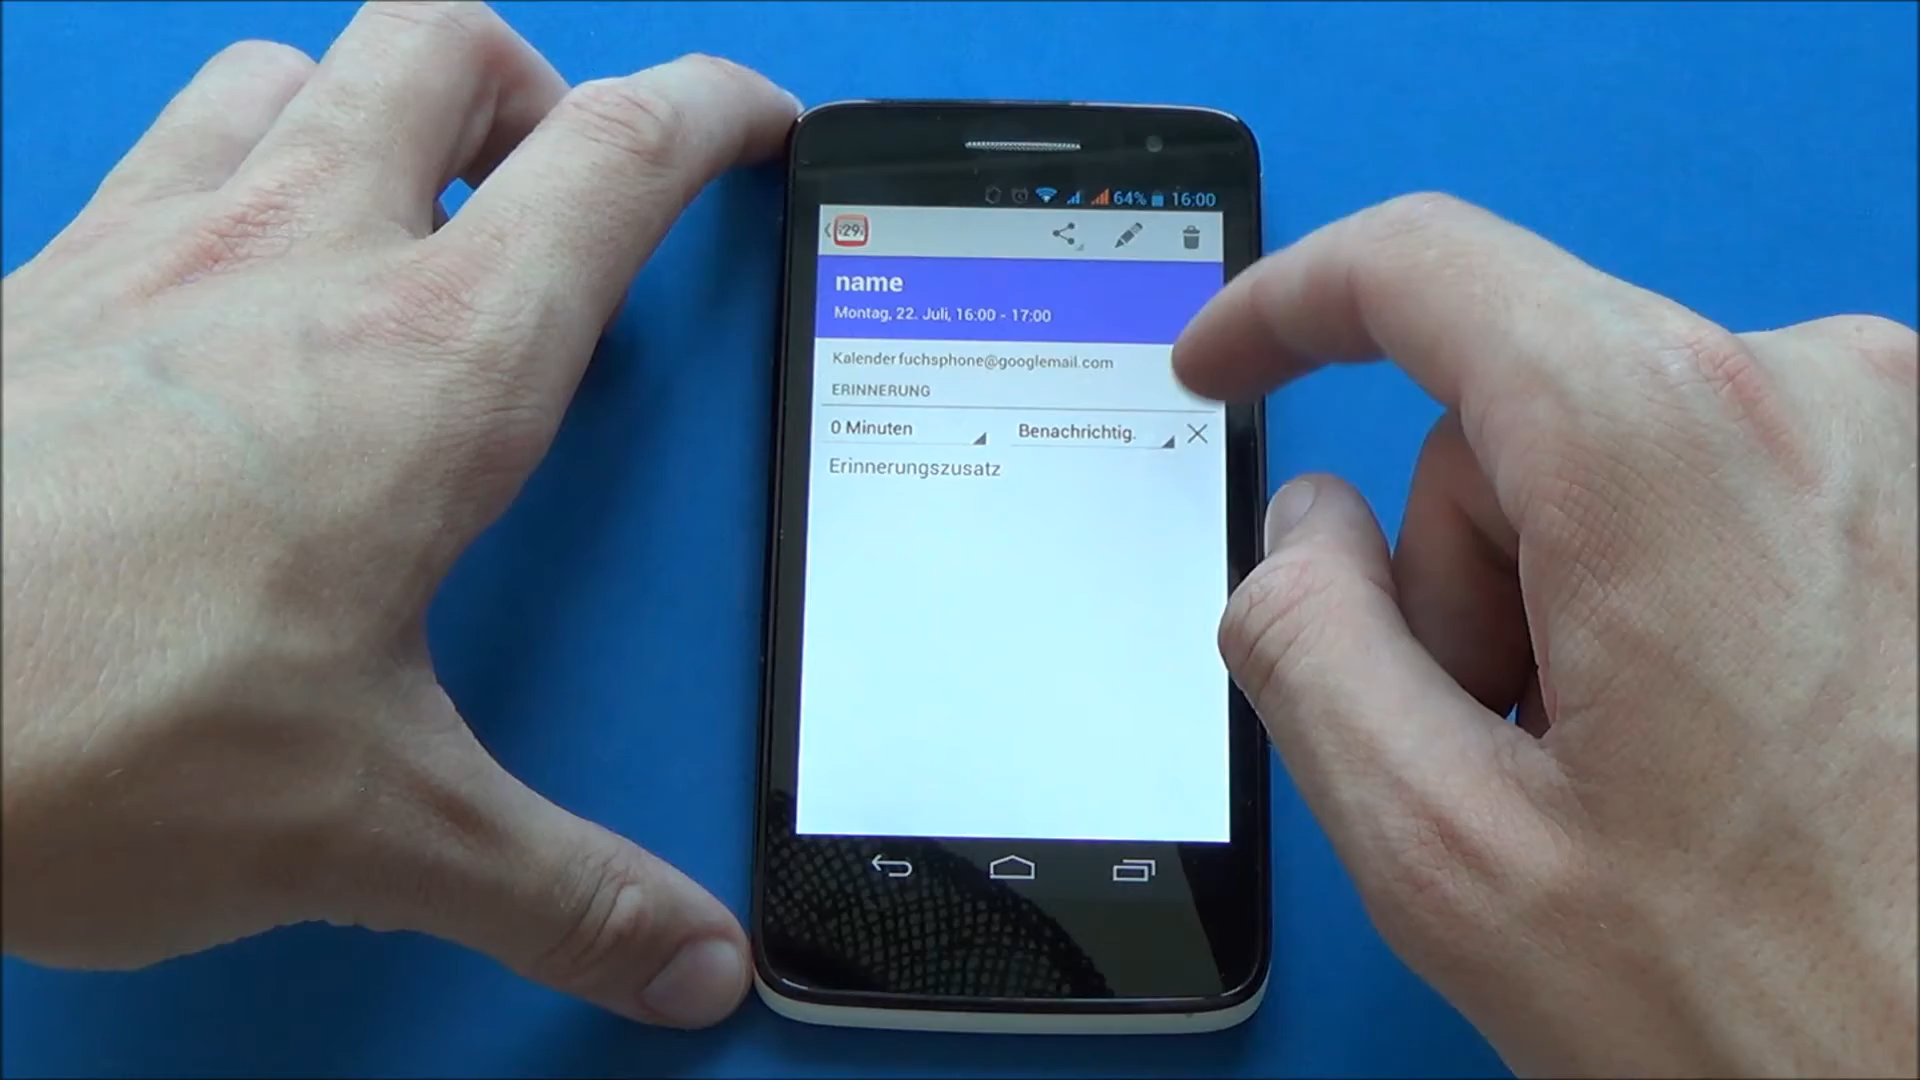 64% 16:00
29
name
Montag, 22. Juli, 16:00 - 17:00
Kalender fuchsphone@googlemail.com
ERINNERUNG
0 Minuten Benachrichtig.
Erinnerungszusatz